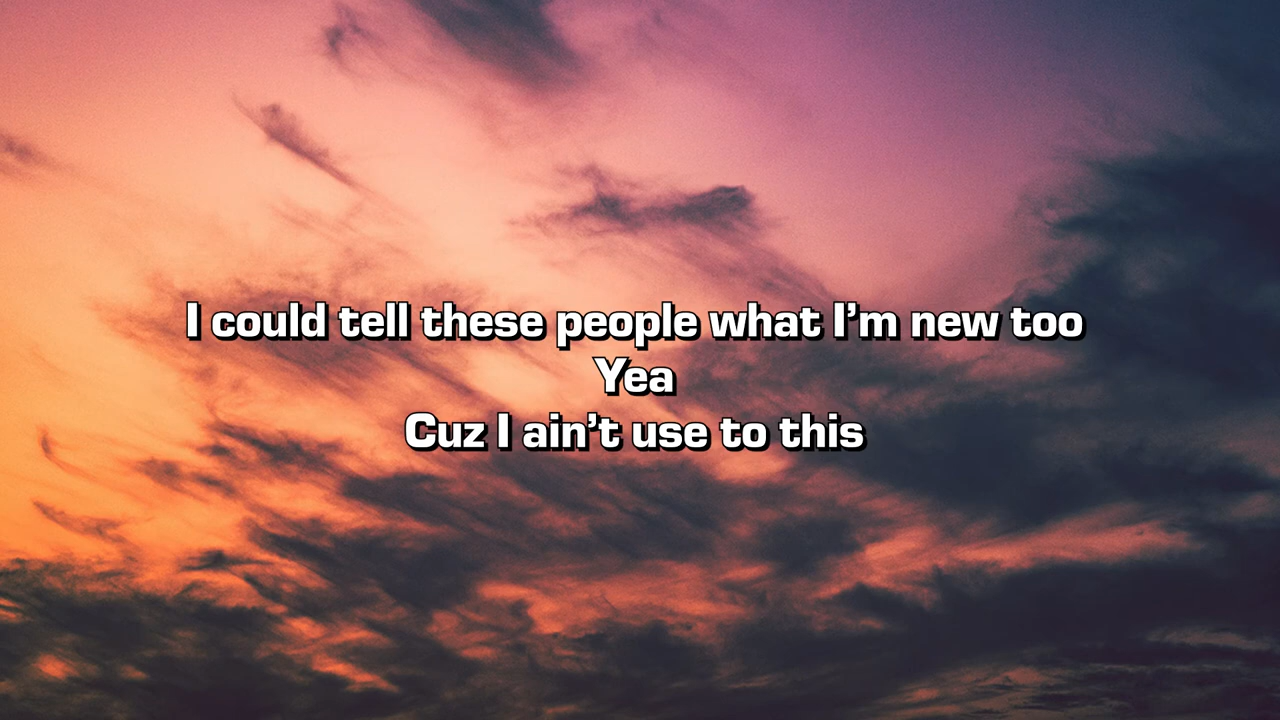 I could tell these people what I’m new too
Yea
Cuz I ain’t use to this